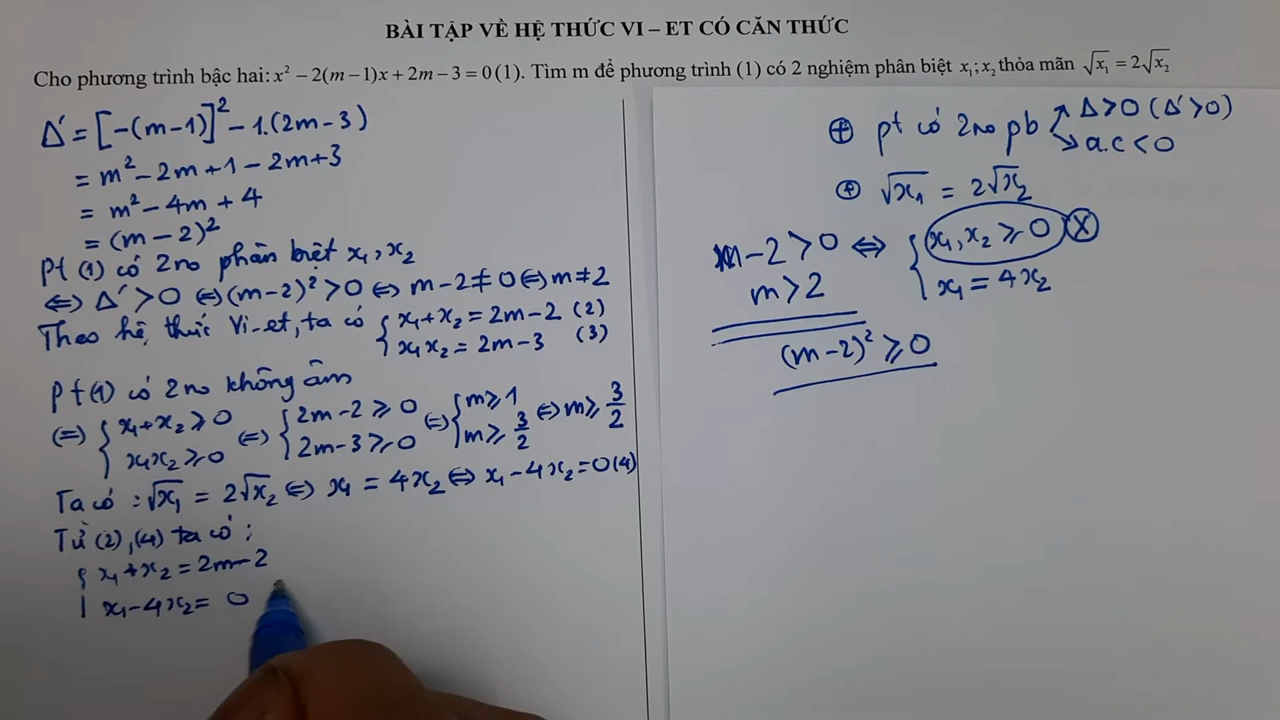 BÀI TẬP VỀ HỆ THỨC VI – ET CÓ CĂN THỨC
Cho phương trình bậc hai: x² − 2(m−1)x + 2m − 3 = 0 (1). Tìm m để phương trình (1) có 2 nghiệm phân biệt x₁; x₂ thỏa mãn √x₁ = 2√x₂
Δ' = [−(m−1)]² − 1.(2m−3)
= m² − 2m + 1 − 2m + 3
= m² − 4m + 4
= (m − 2)²
Pt (1) có 2 no phân biệt x₁, x₂
⇔ Δ' > 0 ⇔ (m−2)² > 0 ⇔ m − 2 ≠ 0 ⇔ m ≠ 2
Theo hệ thức Vi-et, ta có { x₁ + x₂ = 2m − 2 (2)
x₁x₂ = 2m − 3 (3)
Pt (1) có 2 no không âm
⇔ { x₁ + x₂ ⩾ 0 ⇔ { 2m − 2 ⩾ 0 ⇔ { m ⩾ 1 ⇔ m ⩾ 3/2
x₁x₂ ⩾ 0 2m − 3 ⩾ 0 m ⩾ 3/2
Ta có : √x₁ = 2√x₂ ⇔ x₁ = 4x₂ ⇔ x₁ − 4x₂ = 0 (4)
Từ (2), (4) ta có :
{ x₁ + x₂ = 2m − 2
x₁ − 4x₂ = 0
⊕ pt có 2 no pb ↗ Δ > 0 (Δ' > 0)
↘ a.c < 0
⊕ √x₁ = 2√x₂
m − 2 > 0 ⇔ { x₁, x₂ ⩾ 0 ⊗
m > 2 x₁ = 4x₂
(m − 2)² ⩾ 0